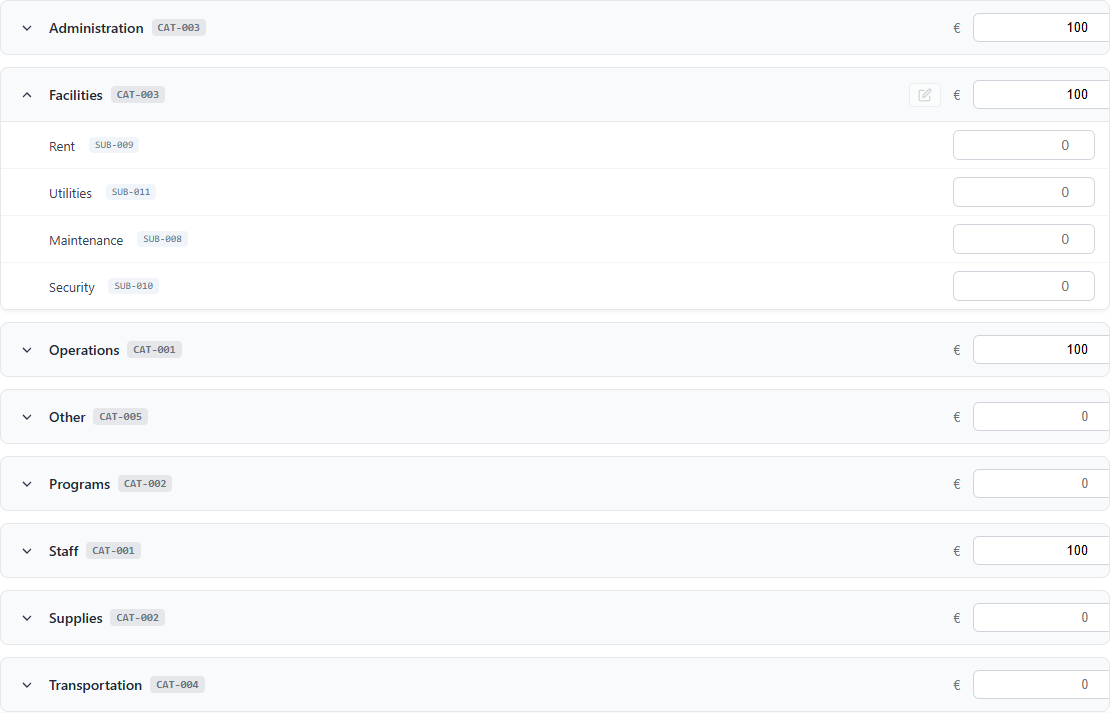 Administration CAT-003 € 100
Facilities CAT-003 € 100
Rent SUB-009 0
Utilities SUB-011 0
Maintenance SUB-008 0
Security SUB-010 0
Operations CAT-001 € 100
Other CAT-005 € 0
Programs CAT-002 € 0
Staff CAT-001 € 100
Supplies CAT-002 € 0
Transportation CAT-004 € 0